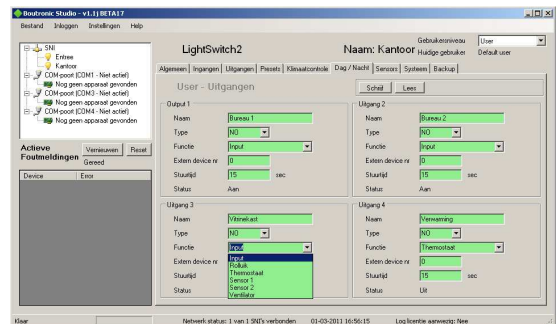 Boutronic Studio - v1.1j BETA17
Bestand Inloggen Instellingen Help
SNI
Entree
Kantoor
COM-poort (COM1 - Niet actief)
Nog geen apparaat gevonden
COM-poort (COM3 - Niet actief)
Nog geen apparaat gevonden
COM-poort (COM4 - Niet actief)
Nog geen apparaat gevonden
Actieve Foutmeldingen
Vernieuwen Reset
Gereed
Device Error
LightSwitch2
Naam: Kantoor
Gebruikersniveau User
Huidige gebruiker Default user
Algemeen Ingangen Uitgangen Presets Klimaatcontrole Dag / Nacht Sensors Systeem Backup
User - Uitgangen
Schrijf Lees
Output 1
Naam Bureau 1
Type NO
Functie Input
Extern device nr 0
Stuurtijd 15 sec
Status Aan
Uitgang 2
Naam Bureau 2
Type NO
Functie Input
Extern device nr 0
Stuurtijd 15 sec
Status Aan
Uitgang 3
Naam Vitrinekast
Type NO
Functie Input
Input
Rolluik
Thermostaat
Sensor 1
Sensor 2
Ventilator
Extern device nr
Stuurtijd
Status
Uitgang 4
Naam Verwarming
Type NO
Functie Thermostaat
Extern device nr 0
Stuurtijd 15 sec
Status Uit
Klaar
Netwerk status: 1 van 1 SNI's verbonden
01-03-2011 16:56:15
Log licentie aanwezig: Nee